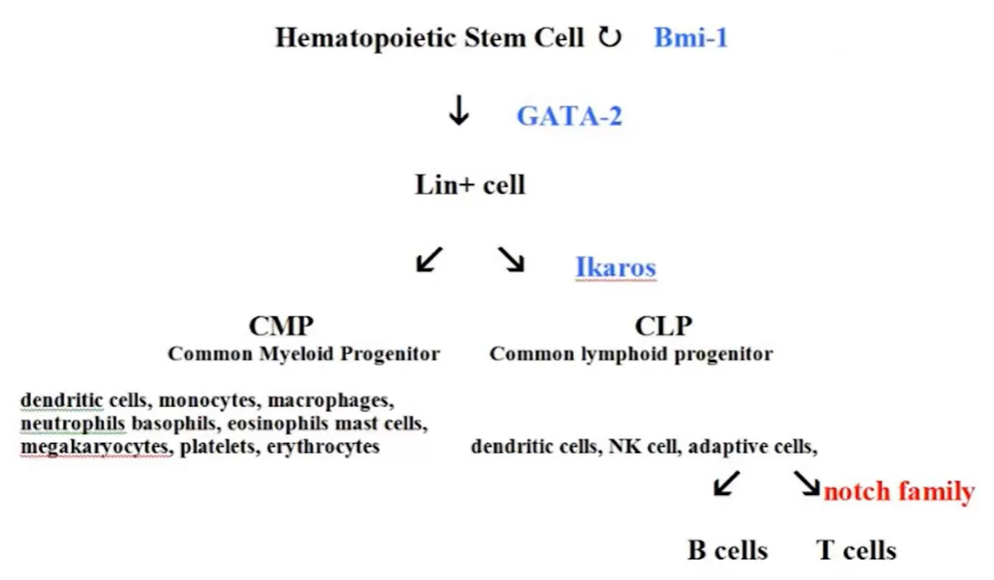 Hematopoietic Stem Cell ↻ Bmi-1
↓ GATA-2
Lin+ cell
↙ ↘ Ikaros
CMP
Common Myeloid Progenitor
CLP
Common lymphoid progenitor
dendritic cells, monocytes, macrophages,
neutrophils basophils, eosinophils mast cells,
megakaryocytes, platelets, erythrocytes
dendritic cells, NK cell, adaptive cells,
↙ ↘ notch family
B cells T cells